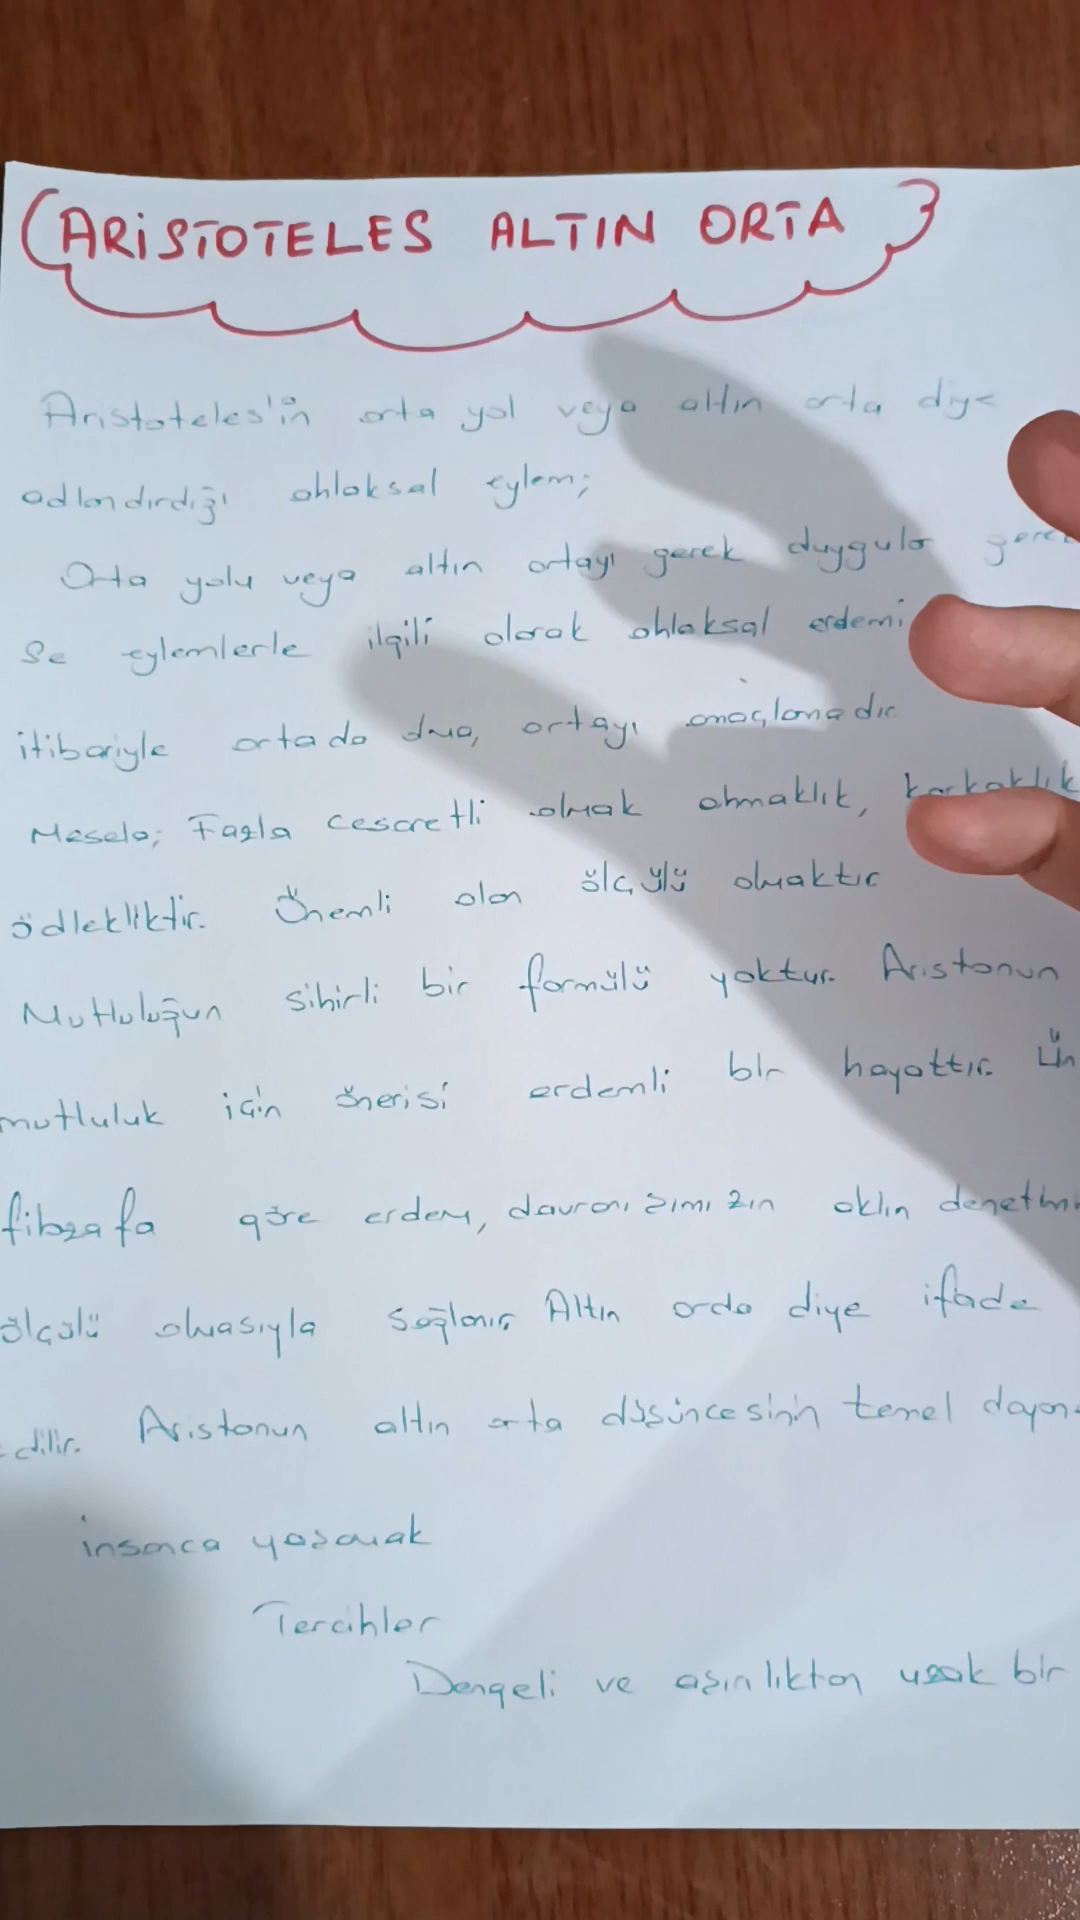 ARİSTOTELES ALTIN ORTA
Aristoteles'in orta yol veya altın orta diye
adlandırdığı ahlaksal eylem;
Orta yolu veya altın ortayı gerek duygular
se eylemlerle ilgili olarak ahlaksal erdemi
itibariyle ortada ortayı amaçlamadır
Mesela; Fazla cesaretli olmak ahmaklık, korkaklık
ödlekliktir. Önemli olan ölçülü olmaktır
Mutluluğun sihirli bir formülü yoktur. Aristonun
mutluluk için önerisi erdemli bir hayattır. Ün
göre erdem, davranışımızın aklın
ölçülü olmasıyla sağlanır Altın orda diye ifade
edilir. Aristonun altın orta düşüncesinin temel
insanca yaşamak
Tercihler
Dengeli ve aşırılıktan uzak bir